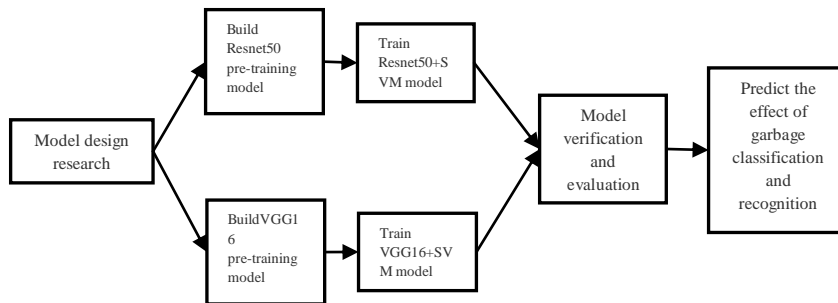 Build
Resnet50
pre-training
model
Train
Resnet50+S
VM model
Predict the
effect of
garbage
classification
and
recognition
Model design
research
Model
verification
and
evaluation
BuildVGG1
6
pre-training
model
Train
VGG16+SV
M model